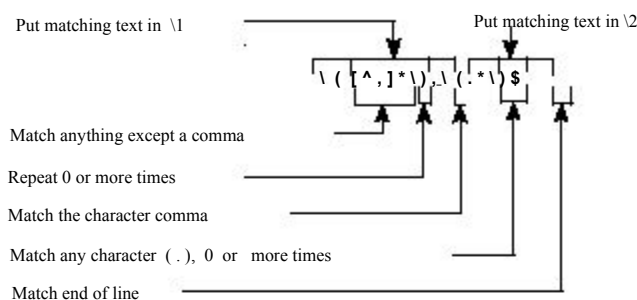 Put matching text in \1
Put matching text in \2
\ ( [ ^ , ] * \ ) , \ ( . * \ ) $
Match anything except a comma
Repeat 0 or more times
Match the character comma
Match any character ( . ), 0 or more times
Match end of line